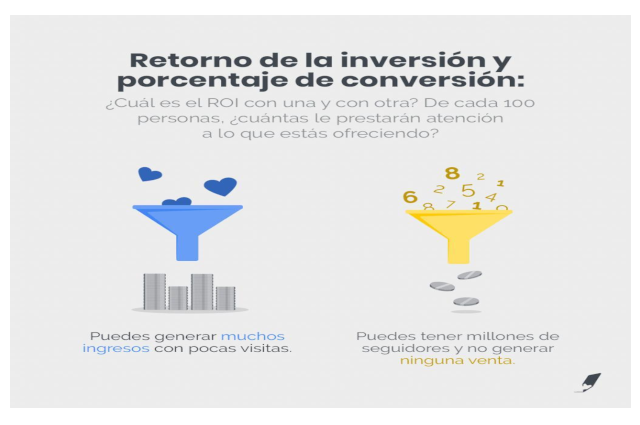 Retorno de la inversión y
porcentaje de conversión:
¿Cuál es el ROI con una y con otra? De cada 100
personas, ¿cuántas le prestarán atención
a lo que estás ofreciendo?
8 2 1
6 2 5 4
8 7 1 0
Puedes generar muchos
ingresos con pocas visitas.
Puedes tener millones de
seguidores y no generar
ninguna venta.